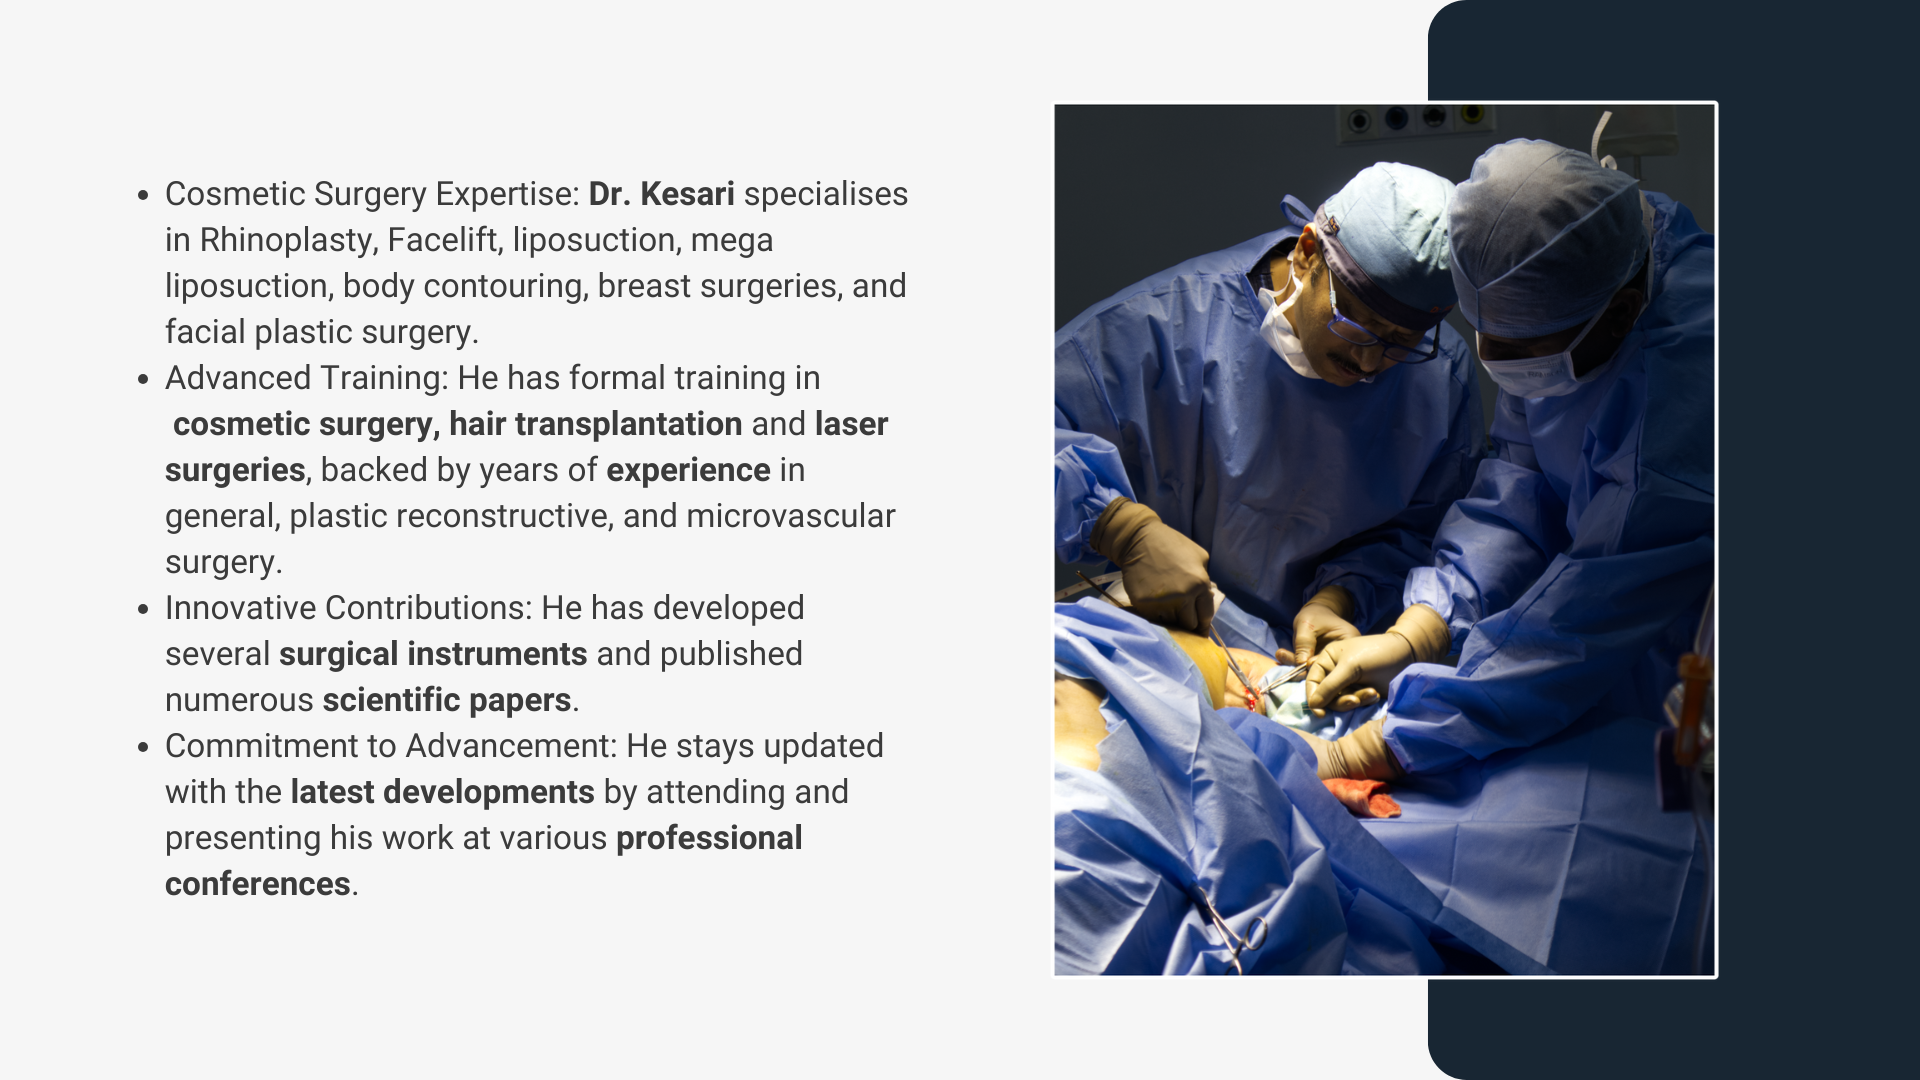 • Cosmetic Surgery Expertise: Dr. Kesari specialises
in Rhinoplasty, Facelift, liposuction, mega
liposuction, body contouring, breast surgeries, and
facial plastic surgery.
• Advanced Training: He has formal training in
cosmetic surgery, hair transplantation and laser
surgeries, backed by years of experience in
general, plastic reconstructive, and microvascular
surgery.
• Innovative Contributions: He has developed
several surgical instruments and published
numerous scientific papers.
• Commitment to Advancement: He stays updated
with the latest developments by attending and
presenting his work at various professional
conferences.